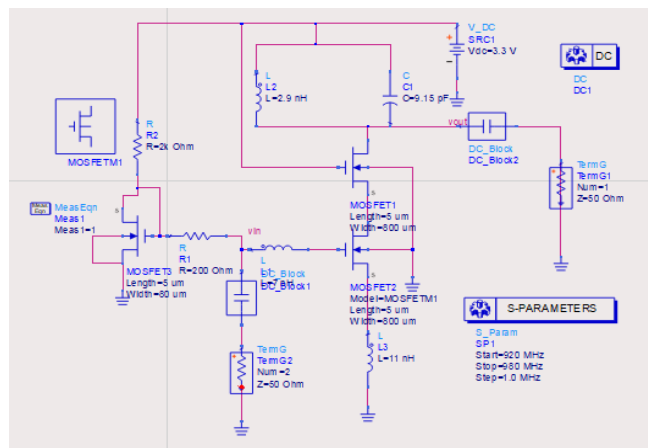 V_DC
SRC1
Vdc=3.3 V
DC
DC
DC1
L
L2
L=2.9 nH
C
C1
C=9.15 pF
MOSFETM1
R
R2
R=2k Ohm
vout
DC_Block
DC_Block2
TermG
TermG1
Num=1
Z=50 Ohm
MOSFET1
Length=5 um
Width=800 um
Meas Eqn
MeasEqn
Meas1
Meas1=1
S
S
S
MOSFET3
Length=5 um
Width=80 um
R
R1
R=200 Ohm
vin
L
DC_Block
DC_Block1
MOSFET2
Model=MOSFETM1
Length=5 um
Width=800 um
TermG
TermG2
Num=2
Z=50 Ohm
L
L3
L=11 nH
S-PARAMETERS
S_Param
SP1
Start=920 MHz
Stop=980 MHz
Step=1.0 MHz